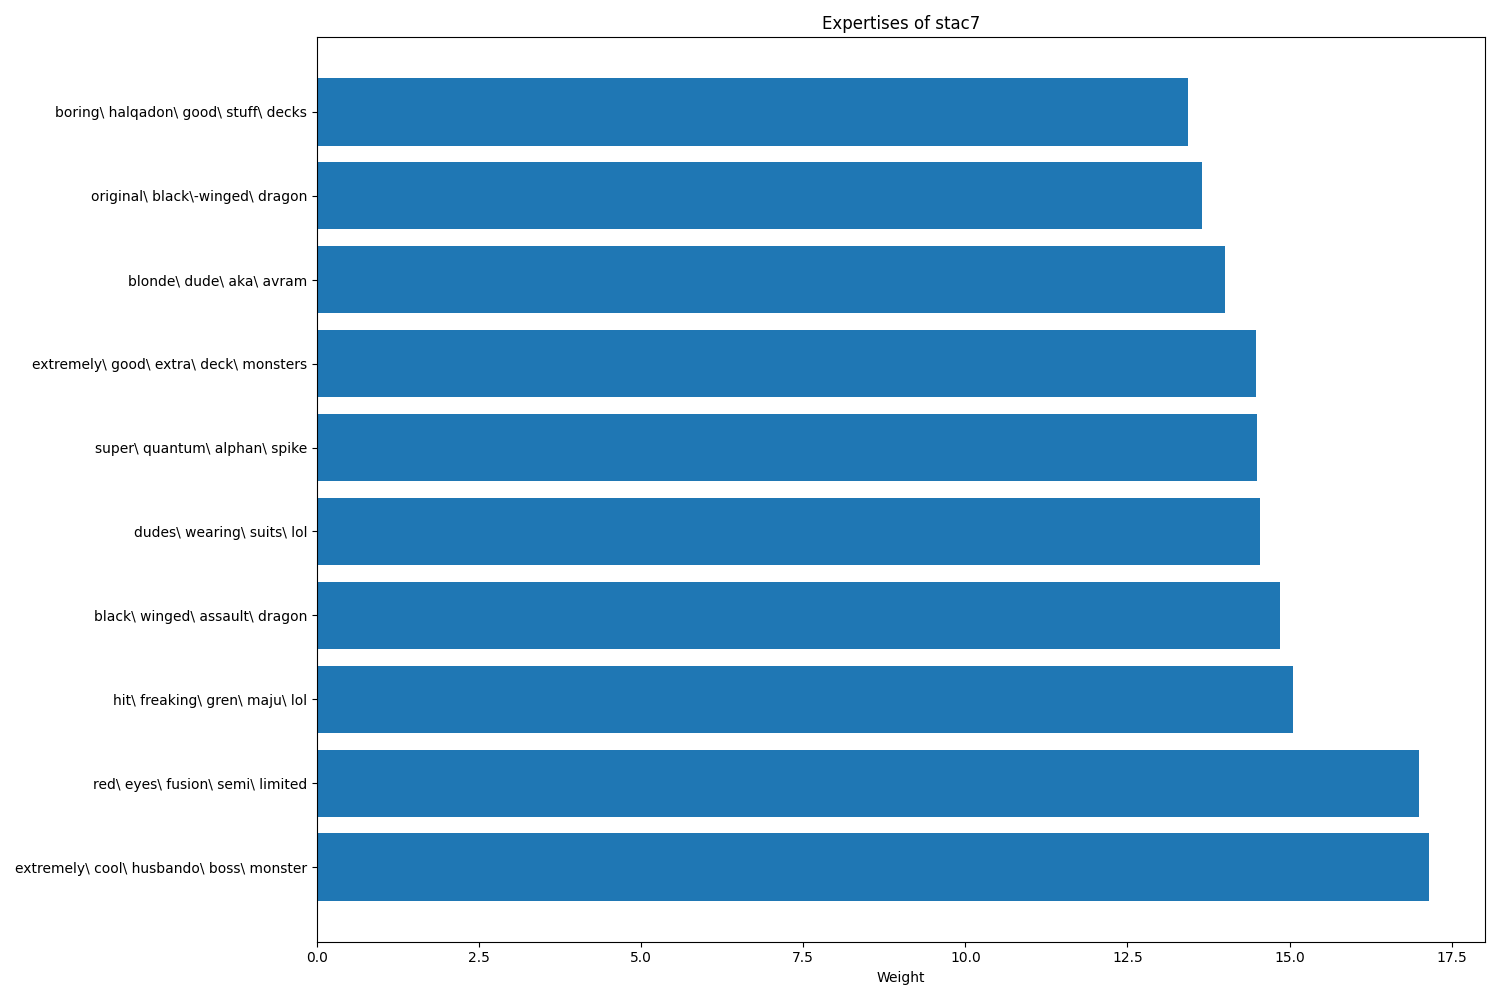 Expertises of stac7
boring\ halqadon\ good\ stuff\ decks
original\ black\-winged\ dragon
blonde\ dude\ aka\ avram
extremely\ good\ extra\ deck\ monsters
super\ quantum\ alphan\ spike
dudes\ wearing\ suits\ lol
black\ winged\ assault\ dragon
hit\ freaking\ gren\ maju\ lol
red\ eyes\ fusion\ semi\ limited
extremely\ cool\ husbando\ boss\ monster
0.0 2.5 5.0 7.5 10.0 12.5 15.0 17.5
Weight